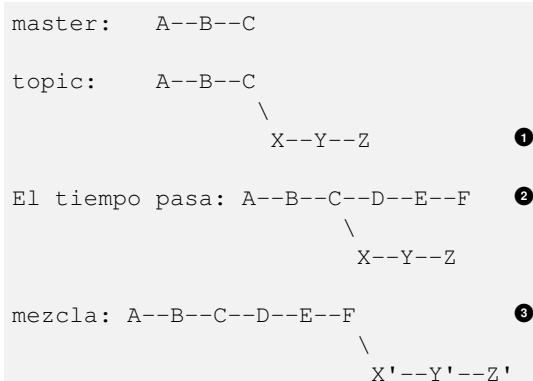 master:   A--B--C
topic:    A--B--C
                 \
                  X--Y--Z         ❶
El tiempo pasa: A--B--C--D--E--F   ❷
                       \
                        X--Y--Z
mezcla: A--B--C--D--E--F           ❸
                        \
                         X'--Y'--Z'